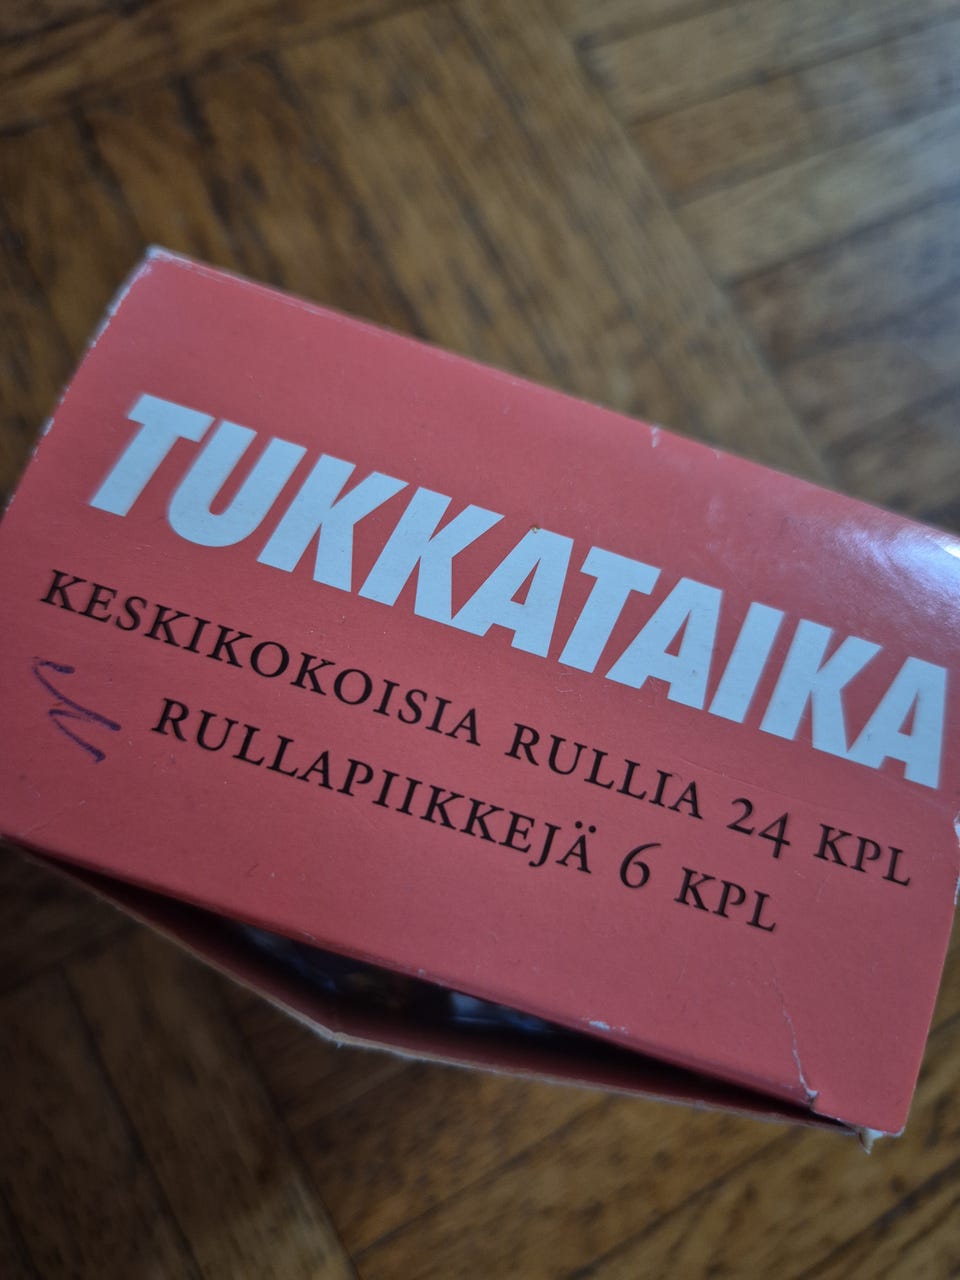 TUKKATAIKA
KESKIKOKOISIA RULLIA 24 KPL
RULLAPIIKKEJÄ 6 KPL